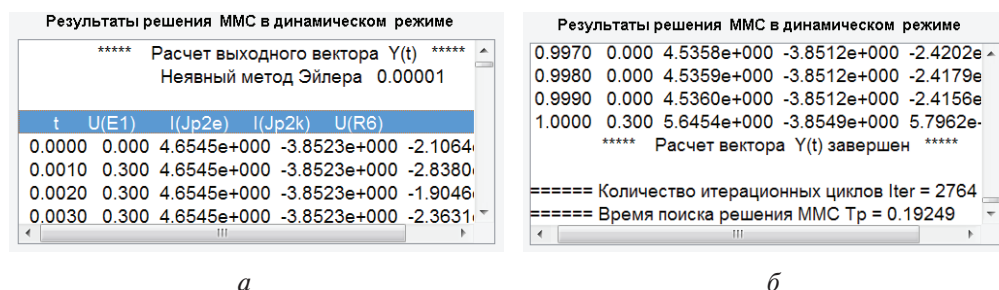 Результаты решения ММС в динамическом режиме
***** Расчет выходного вектора Y(t) *****
Неявный метод Эйлера 0.00001
t U(E1) I(Jp2e) I(Jp2k) U(R6)
0.0000 0.000 4.6545e+000 -3.8523e+000 -2.1064
0.0010 0.300 4.6545e+000 -3.8523e+000 -2.8380
0.0020 0.300 4.6545e+000 -3.8523e+000 -1.9046
0.0030 0.300 4.6545e+000 -3.8523e+000 -2.3631
а
Результаты решения ММС в динамическом режиме
0.9970 0.000 4.5358e+000 -3.8512e+000 -2.4202e
0.9980 0.000 4.5359e+000 -3.8512e+000 -2.4179e
0.9990 0.000 4.5360e+000 -3.8512e+000 -2.4156e
1.0000 0.300 5.6454e+000 -3.8549e+000 5.7962e-
***** Расчет вектора Y(t) завершен *****
====== Количество итерационных циклов Iter = 2764
====== Время поиска решения ММС Тр = 0.19249
б